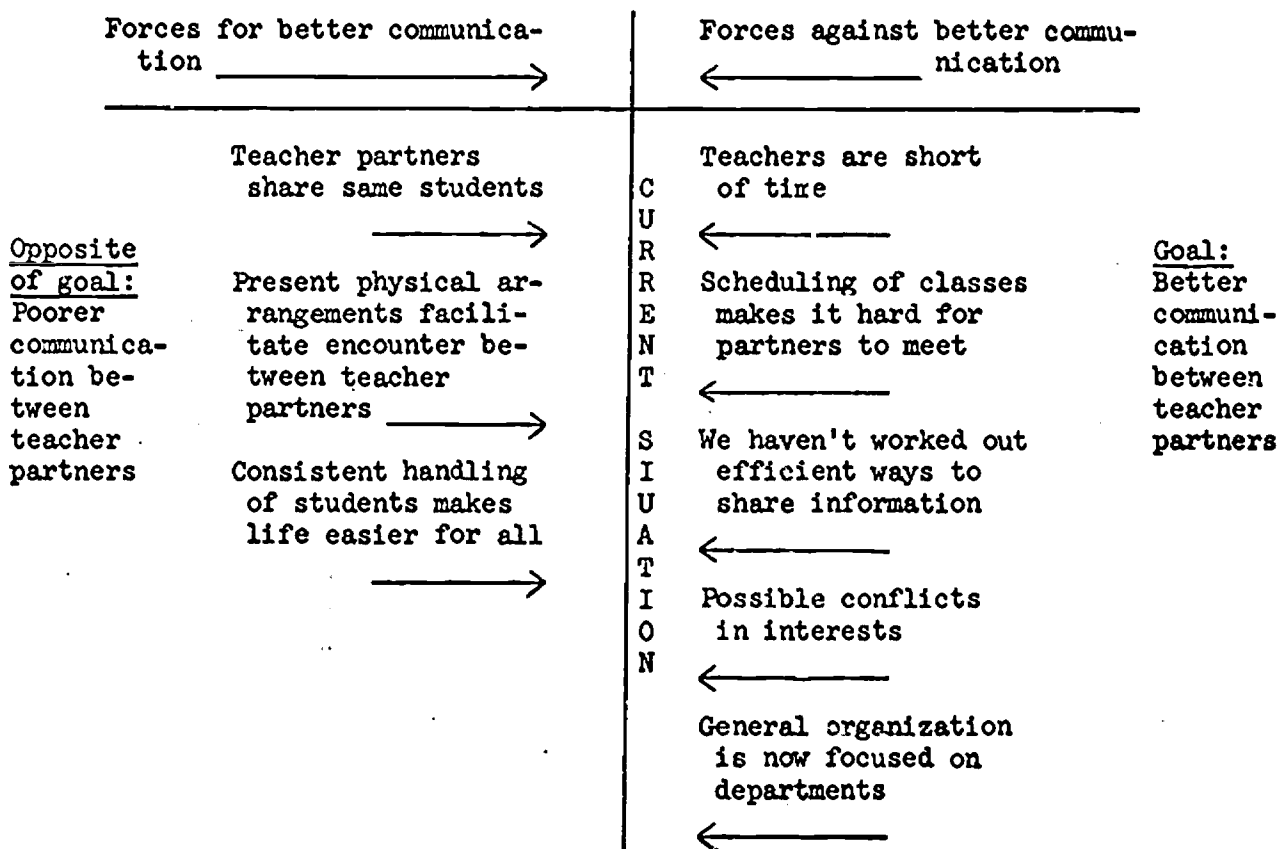 Forces for better communica-
tion
Forces against better commu-
nication
Opposite
of goal:
Poorer
communica-
tion be-
tween
teacher
partners
Teacher partners
share same students
Present physical ar-
rangements facili-
tate encounter be-
tween teacher
partners
Consistent handling
of students makes
life easier for all
CURRENT SIUATION
Teachers are short
of time
Scheduling of classes
makes it hard for
partners to meet
We haven't worked out
efficient ways to
share information
Possible conflicts
in interests
General organization
is now focused on
departments
Goal:
Better
communi-
cation
between
teacher
partners